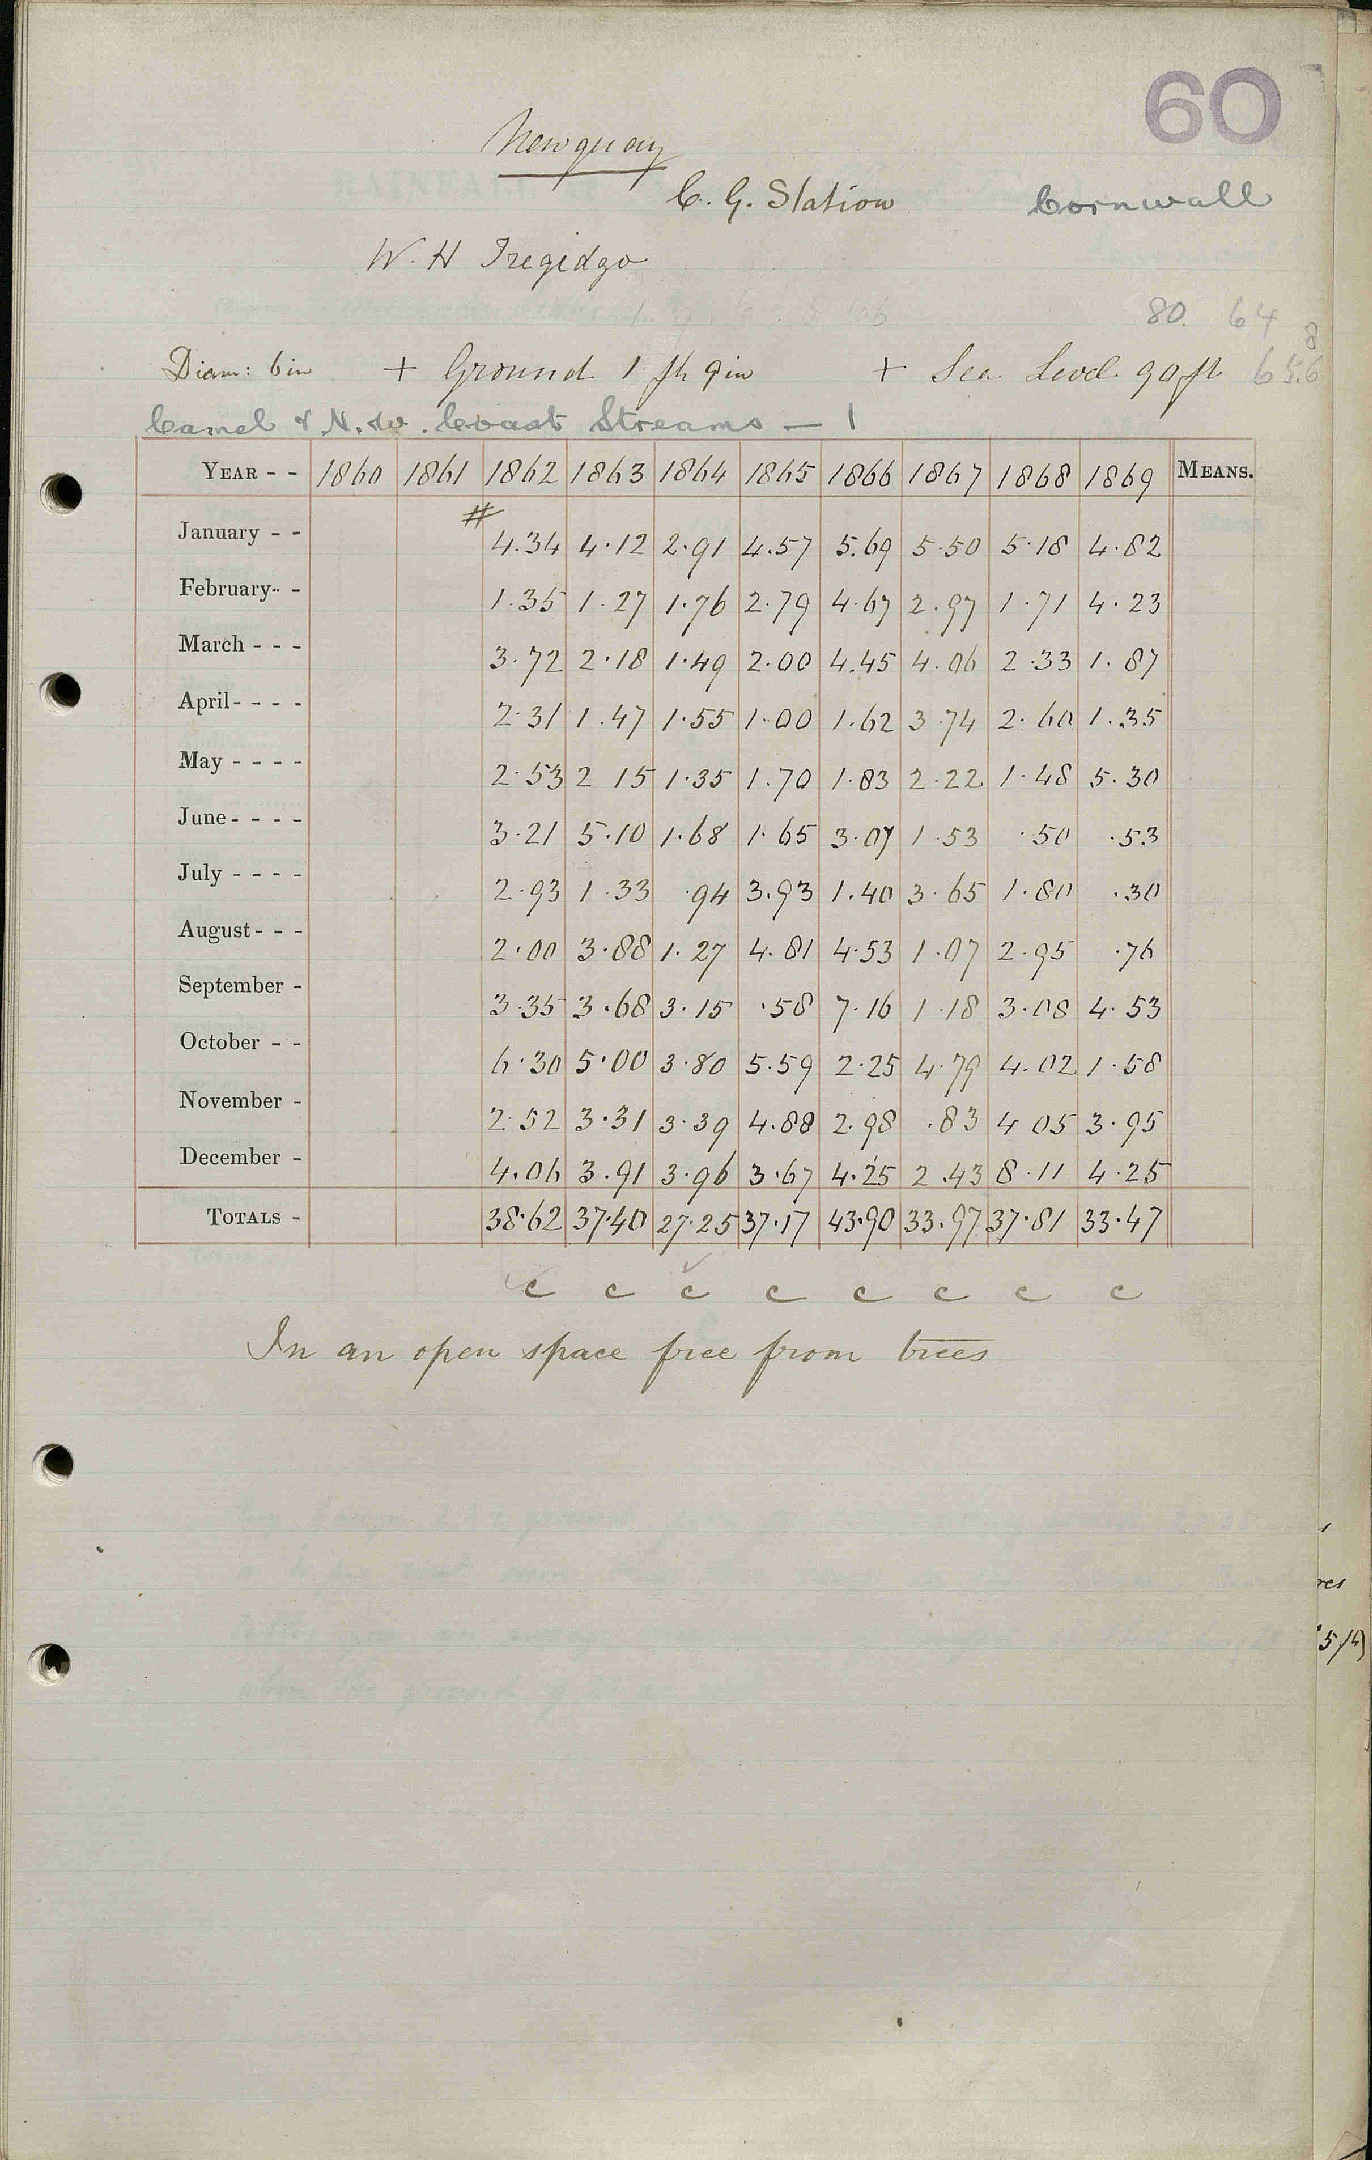 60
Newquay
C. G. Station Cornwall
W. H Tregidgo
80. 64
Diam: 6 in + Ground 1 ft 9 in + Sea Level 90 ft
Camel & N. W. Coast Streams — 1
YEAR - - 1860 1861 1862 1863 1864 1865 1866 1867 1868 1869 MEANS.
#
January - - 4.34 4.12 2.91 4.57 5.69 5.50 5.18 4.82
February - - 1.35 1.27 1.76 2.79 4.67 2.97 1.71 4.23
March - - - 3.72 2.18 1.49 2.00 4.45 4.06 2.33 1.87
April - - - - 2.31 1.47 1.55 1.00 1.62 3.74 2.60 1.35
May - - - - 2.53 2 15 1.35 1.70 1.83 2.22 1.48 5.30
June - - - - 3.21 5.10 1.68 1.65 3.07 1.53 .50 .53
July - - - - 2.93 1.33 .94 3.93 1.40 3.65 1.80 .30
August - - - 2.00 3.88 1.27 4.81 4.53 1.07 2.95 .76
September - 3.35 3.68 3.15 .58 7.16 1.18 3.08 4.53
October - - 6.30 5.00 3.80 5.59 2.25 4.79 4.02 1.58
November - 2.52 3.31 3.39 4.88 2.98 .83 4 05 3.95
December - 4.06 3.91 3.96 3.67 4.25 2.43 8.11 4.25
TOTALS - 38.62 37.40 27.25 37.17 43.90 33.97 37.81 33.47
c c c c c c c c
In an open space free from trees